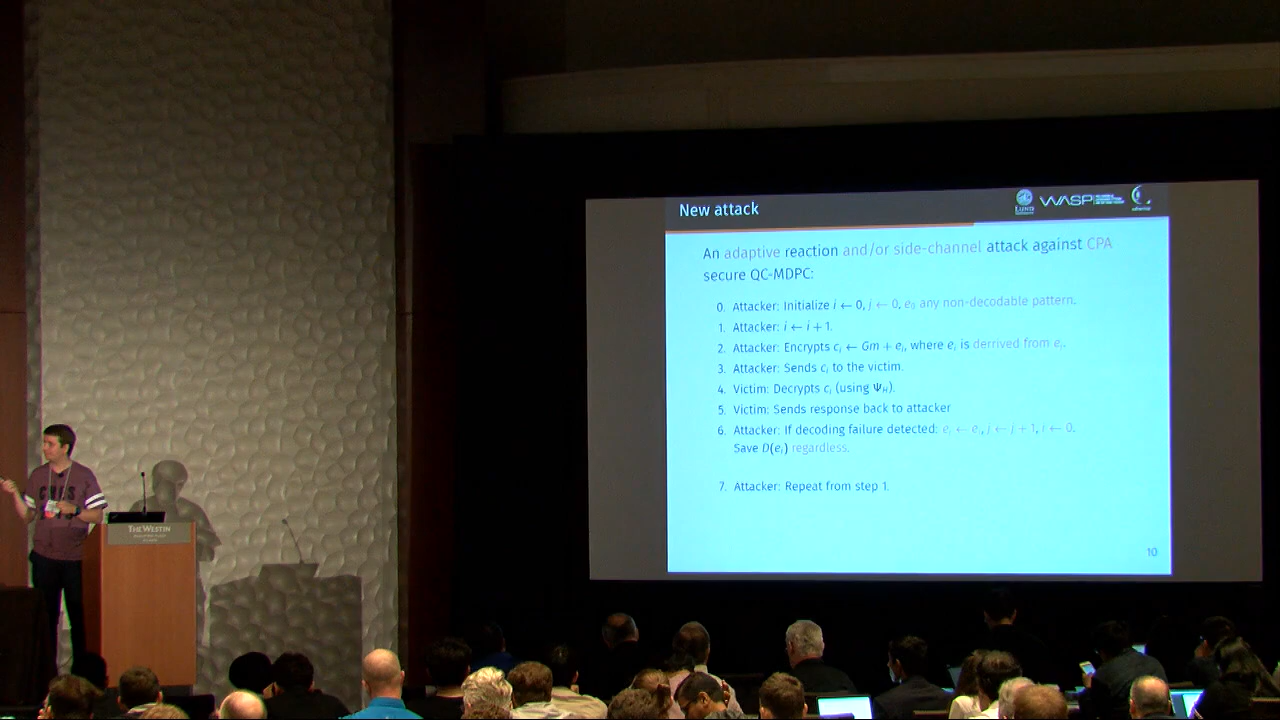 New attack
LUND
WASP
An adaptive reaction and/or side-channel attack against CPA
secure QC-MDPC:
0. Attacker: Initialize i ← 0, j ← 0, e₀ any non-decodable pattern.
1. Attacker: i ← i + 1.
2. Attacker: Encrypts cᵢ ← Gm + eᵢ, where eᵢ is derrived from eⱼ.
3. Attacker: Sends cᵢ to the victim.
4. Victim: Decrypts cᵢ (using Ψ_H).
5. Victim: Sends response back to attacker
6. Attacker: If decoding failure detected: eⱼ ← eᵢ, j ← j + 1, i ← 0.
Save D(eᵢ) regardless.
7. Attacker: Repeat from step 1.
10
CHES
THE WESTIN